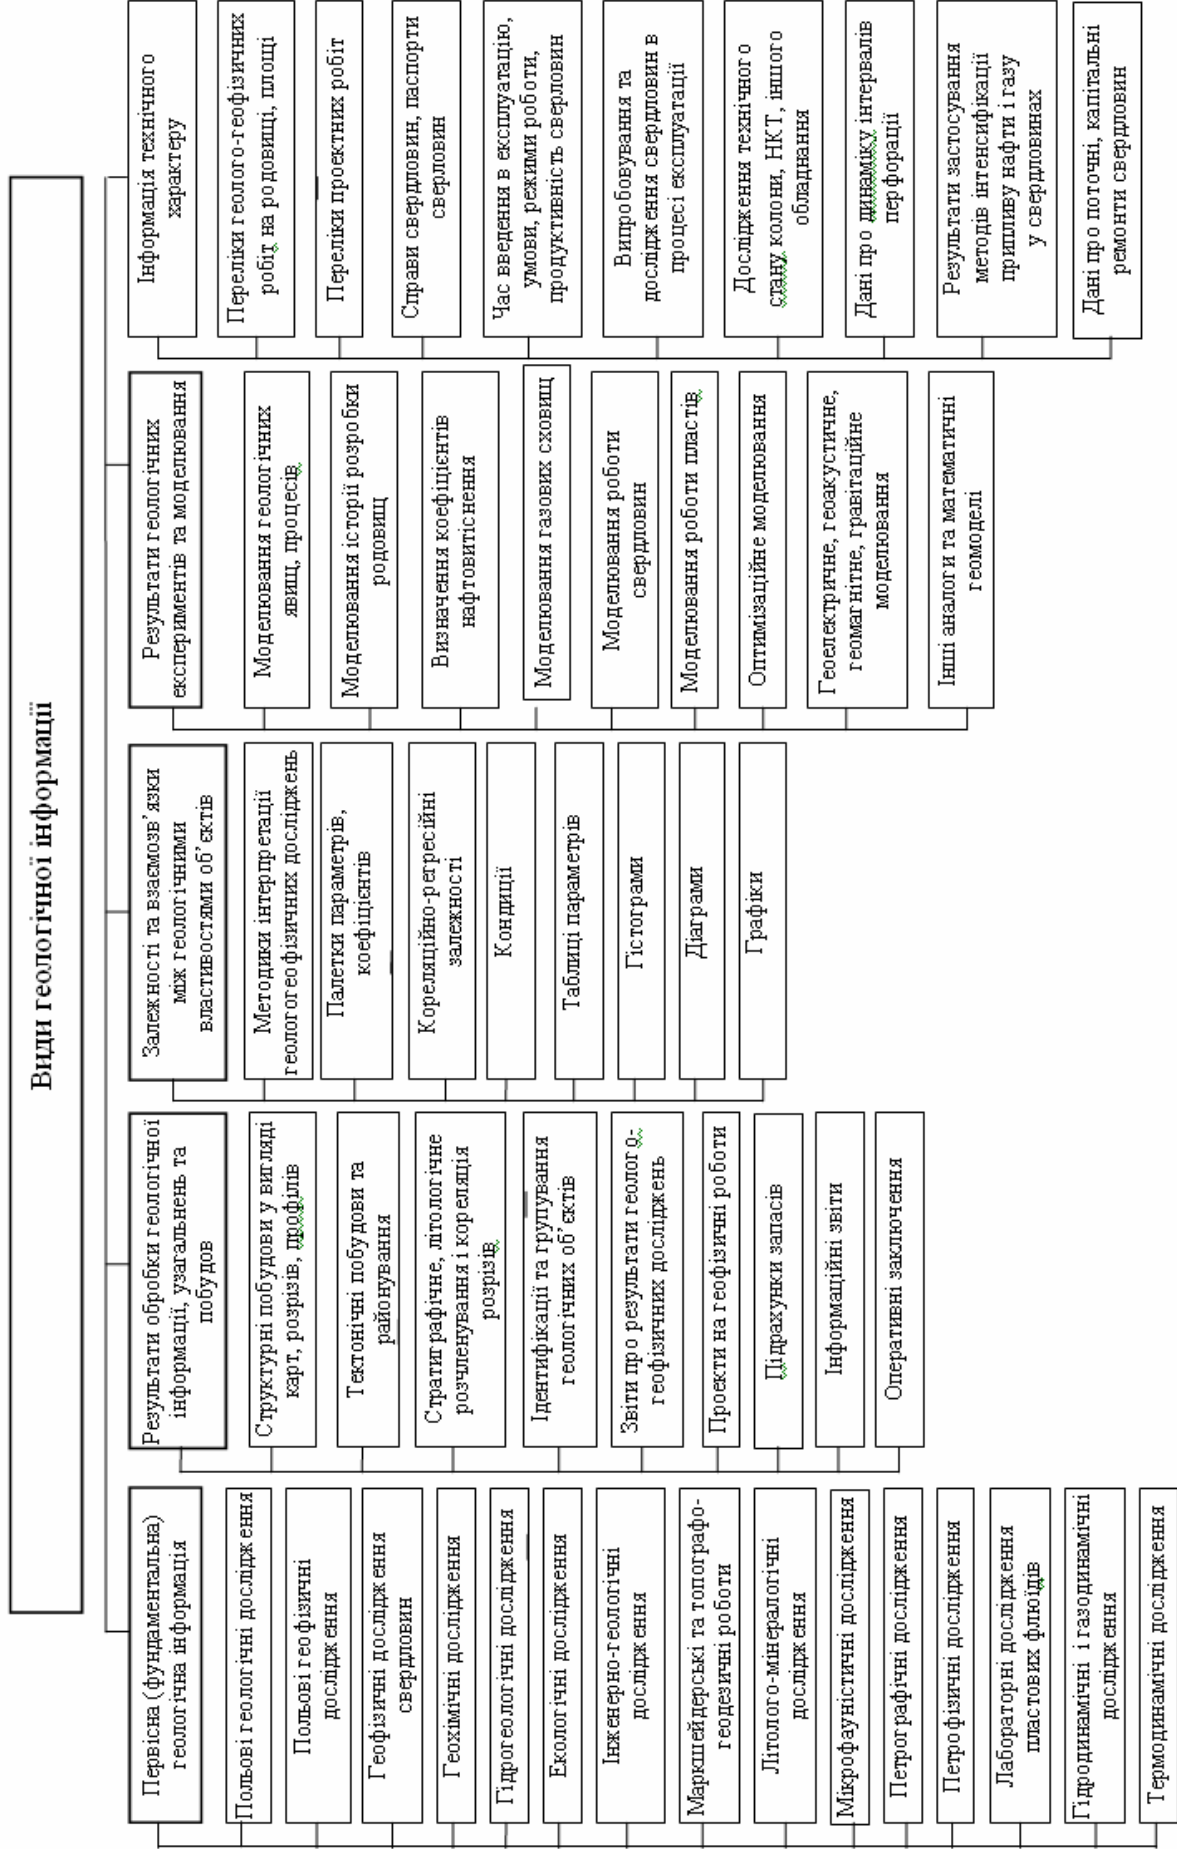 Види геологічної інформації
Первісна (фундаментальна)
геологічна інформація
Польові геологічні дослідження
Польові геофізичні
дослідження
Геофізичні дослідження
свердловин
Геохімічні дослідження
Гідрогеологічні дослідження
Екологічні дослідження
Інженерно-геологічні
дослідження
Маркшейдерські та топографо-
геодезичні роботи
Літолого-мінералогічні
дослідження
Мікрофауністичні дослідження
Петрографічні дослідження
Петрофізичні дослідження
Лабораторні дослідження
пластових флюїдів
Гідродинамічні і газодинамічні
дослідження
Термодинамічні дослідження
Результати обробки геологічної
інформації, узагальнень та
побудов
Структурні побудови у вигляді
карт, розрізів, профілів
Тектонічні побудови та
районування
Стратиграфічне, літологічне
розчленування і кореляція
розрізів
Ідентифікації та групування
геологічних об’єктів
Звіти про результати геолого-
геофізичних досліджень
Проекти на геофізичні роботи
Підрахунки запасів
Інформаційні звіти
Оперативні заключення
Залежності та взаємозв’язки
між геологічними
властивостями об’єктів
Методики інтерпретації
геологогеофізичних досліджень
Палетки параметрів,
коефіцієнтів
Кореляційно-регресійні
залежності
Кондиції
Таблиці параметрів
Гістограми
Діаграми
Графіки
Результати геологічних
експериментів та моделювання
Моделювання геологічних
явищ, процесів
Моделювання історії розробки
родовищ
Визначення коефіцієнтів
нафтовитіснення
Моделювання газових сховищ
Моделювання роботи
свердловин
Моделювання роботи пластів
Оптимізаційне моделювання
Геоелектричне, геоакустичне,
геомагнітне, гравітаційне
моделювання
Інші аналоги та математичні
геомоделі
Інформація технічного
характеру
Переліки геолого-геофізичних
робіт на родовищі, площі
Переліки проектних робіт
Справи свердловин, паспорти
сверловин
Час введення в експлуатацію,
умови, режими роботи,
продуктивність сверловин
Випробовування та
дослідження свердловин в
процесі експлуатації
Дослідження технічного
стану колони, НКТ, іншого
обладнання
Дані про динаміку інтервалів
перфорації
Результати застосування
методів інтенсифікації
припливу нафти і газу
у свердловинах
Дані про поточні, капітальні
ремонти свердловин